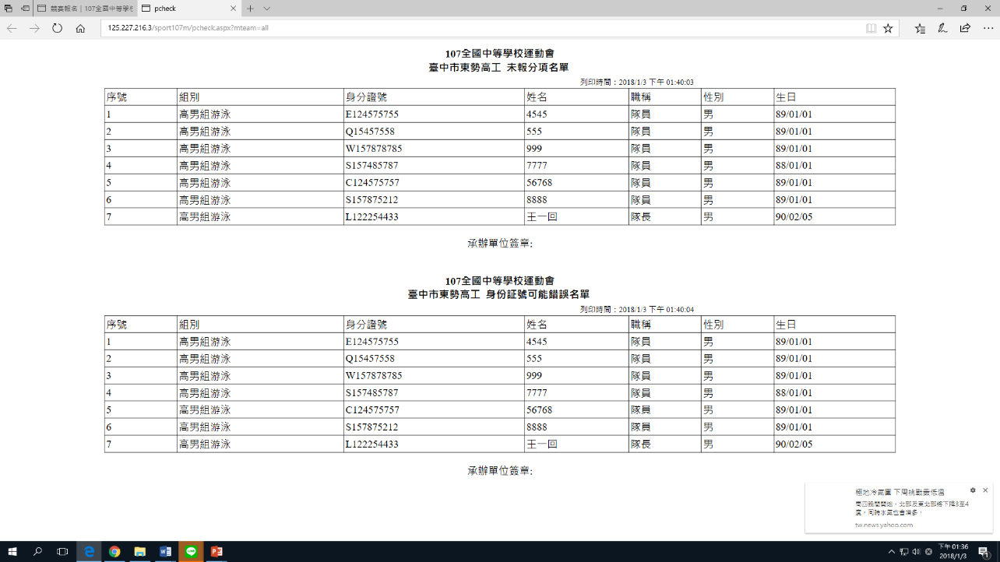 競賽報名｜107全國中等學校
pcheck
125.227.216.3/sport107m/pcheck.aspx?mteam=all
107全國中等學校運動會
臺中市東勢高工 未報分項名單
列印時間：2018/1/3 下午 01:40:03
序號 組別 身分證號 姓名 職稱 性別 生日
1 高男組游泳 E124575755 4545 隊員 男 89/01/01
2 高男組游泳 Q15457558 555 隊員 男 89/01/01
3 高男組游泳 W157878785 999 隊員 男 89/01/01
4 高男組游泳 S157485787 7777 隊員 男 88/01/01
5 高男組游泳 C124575757 56768 隊員 男 89/01/01
6 高男組游泳 S157875212 8888 隊員 男 89/01/01
7 高男組游泳 L122254433 王一回 隊長 男 90/02/05
承辦單位簽章:
107全國中等學校運動會
臺中市東勢高工 身份証號可能錯誤名單
列印時間：2018/1/3 下午 01:40:04
序號 組別 身分證號 姓名 職稱 性別 生日
1 高男組游泳 E124575755 4545 隊員 男 89/01/01
2 高男組游泳 Q15457558 555 隊員 男 89/01/01
3 高男組游泳 W157878785 999 隊員 男 89/01/01
4 高男組游泳 S157485787 7777 隊員 男 88/01/01
5 高男組游泳 C124575757 56768 隊員 男 89/01/01
6 高男組游泳 S157875212 8888 隊員 男 89/01/01
7 高男組游泳 L122254433 王一回 隊長 男 90/02/05
承辦單位簽章:
極地冷氣團 下周挑戰最低溫
周四晚間開始，北部及東北部將下降3至4
度，同時水氣也會增多。
tw.news.yahoo.com
下午 01:36
2018/1/3
1